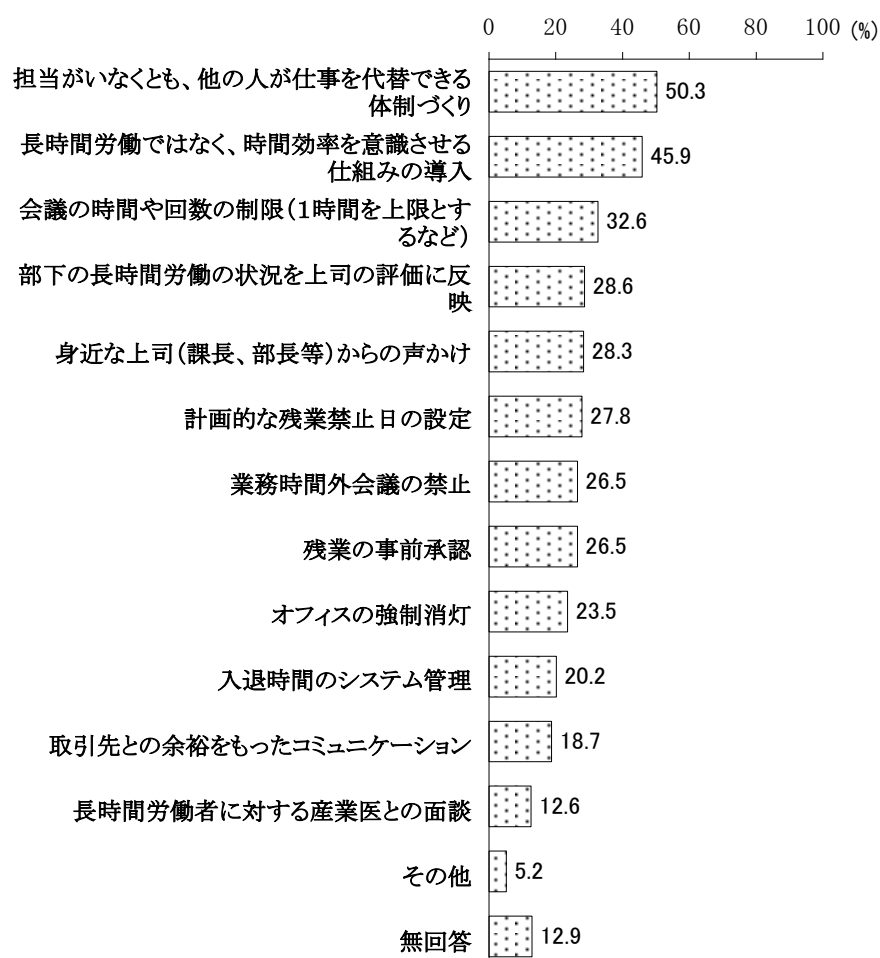 0 20 40 60 80 100 (%)
担当がいなくとも、他の人が仕事を代替できる
体制づくり
50.3
長時間労働ではなく、時間効率を意識させる
仕組みの導入
45.9
会議の時間や回数の制限(1時間を上限とす
るなど)
32.6
部下の長時間労働の状況を上司の評価に反
映
28.6
身近な上司(課長、部長等)からの声かけ 28.3
計画的な残業禁止日の設定 27.8
業務時間外会議の禁止 26.5
残業の事前承認 26.5
オフィスの強制消灯 23.5
入退時間のシステム管理 20.2
取引先との余裕をもったコミュニケーション 18.7
長時間労働者に対する産業医との面談 12.6
その他 5.2
無回答 12.9